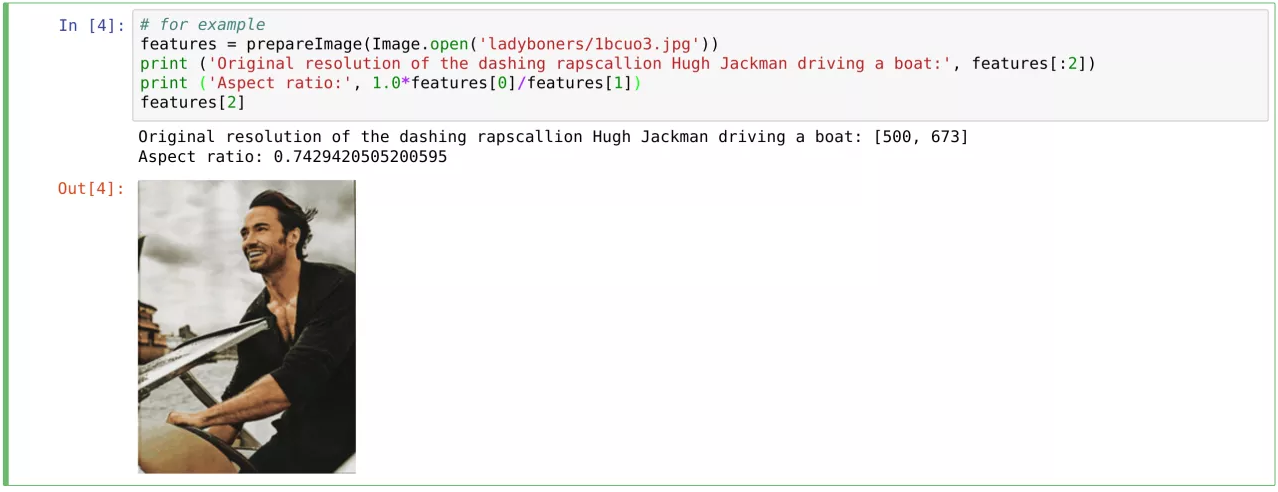 In [4]: # for example
features = prepareImage(Image.open('ladyboners/1bcuo3.jpg'))
print ('Original resolution of the dashing rapscallion Hugh Jackman driving a boat:', features[:2])
print ('Aspect ratio:', 1.0*features[0]/features[1])
features[2]
Original resolution of the dashing rapscallion Hugh Jackman driving a boat: [500, 673]
Aspect ratio: 0.7429420505200595
Out[4]: